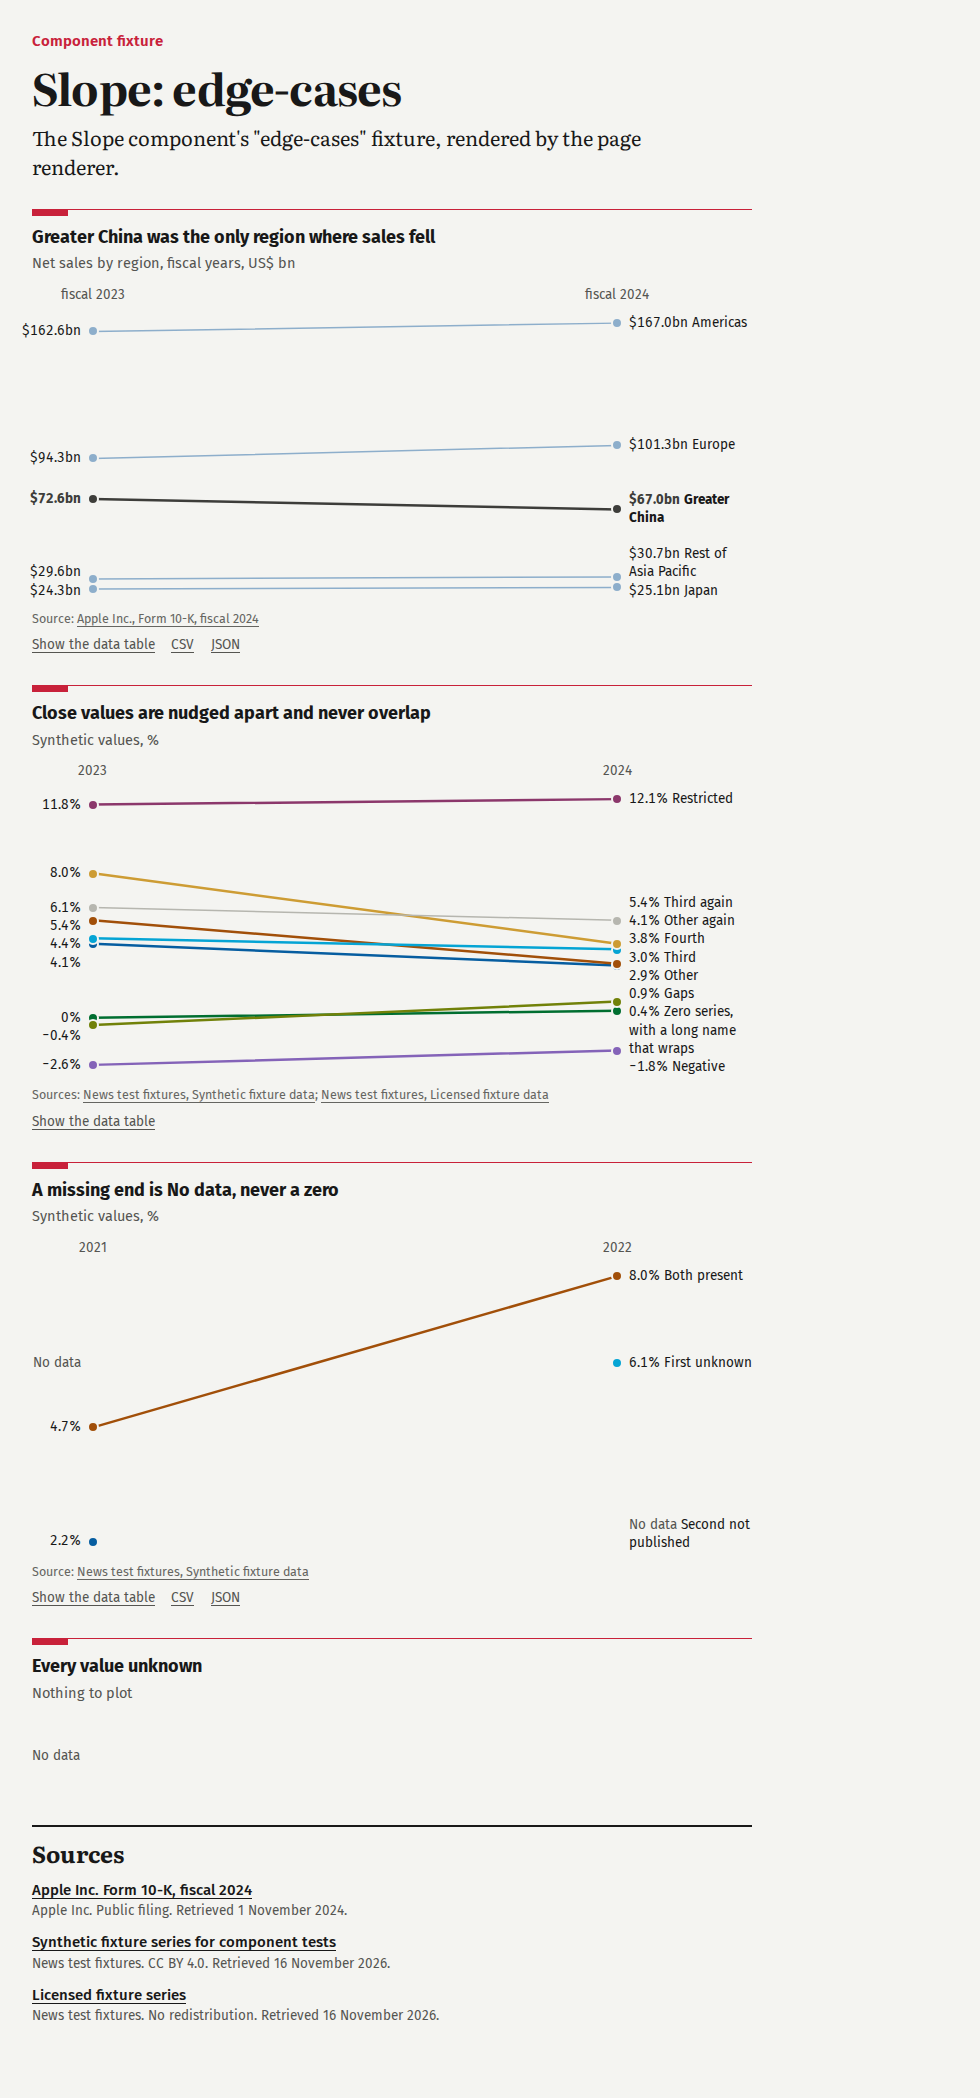 Component fixture
Slope: edge-cases
The Slope component's "edge-cases" fixture, rendered by the page
renderer.
Greater China was the only region where sales fell
Net sales by region, fiscal years, US$ bn
fiscal 2023
fiscal 2024
$162.6bn
$167.0bn Americas
$94.3bn
$101.3bn Europe
$72.6bn
$67.0bn Greater
China
$30.7bn Rest of
$29.6bn
Asia Pacific
$24.3bn
$25.1bn Japan
Source: Apple Inc., Form 10-K, fiscal 2024
Show the data table CSV JSON
Close values are nudged apart and never overlap
Synthetic values, %
2023
2024
11.8%
12.1% Restricted
8.0%
6.1%
5.4%
4.4%
4.1%
0%
−0.4%
−2.6%
5.4% Third again
4.1% Other again
3.8% Fourth
3.0% Third
2.9% Other
0.9% Gaps
0.4% Zero series,
with a long name
that wraps
−1.8% Negative
Sources: News test fixtures, Synthetic fixture data; News test fixtures, Licensed fixture data
Show the data table
A missing end is No data, never a zero
Synthetic values, %
2021
2022
8.0% Both present
No data
6.1% First unknown
4.7%
2.2%
No data Second not
published
Source: News test fixtures, Synthetic fixture data
Show the data table CSV JSON
Every value unknown
Nothing to plot
No data
Sources
Apple Inc. Form 10-K, fiscal 2024
Apple Inc. Public filing. Retrieved 1 November 2024.
Synthetic fixture series for component tests
News test fixtures. CC BY 4.0. Retrieved 16 November 2026.
Licensed fixture series
News test fixtures. No redistribution. Retrieved 16 November 2026.